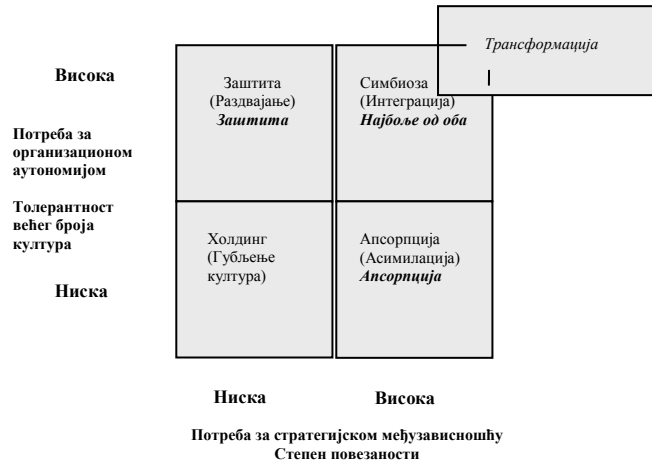 Трансформација
Висока
Заштита
(Раздвајање)
Заштита
Симбиоза
(Интеграција)
Најбоље од оба
Потреба за
организационом
аутономијом
Толерантност
већег броја
култура
Холдинг
(Губљење
култура)
Апсорпција
(Асимилација)
Апсорпција
Ниска
Ниска
Висока
Потреба за стратегијском међузависношћу
Степен повезаности